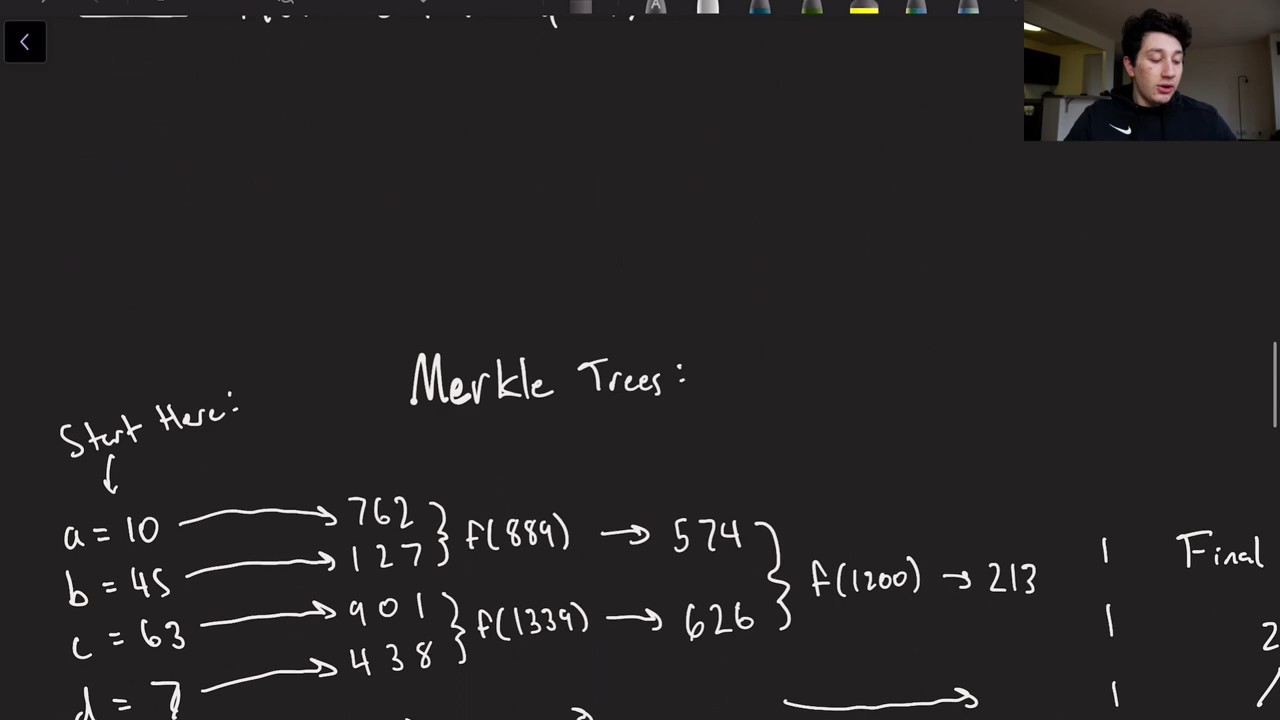 Merkle Trees:
Start Here:
a = 10 → 762
b = 45 → 127
f(889) → 574
c = 63 → 901
d = 7 → 438
f(1339) → 626
f(1200) → 213
Final